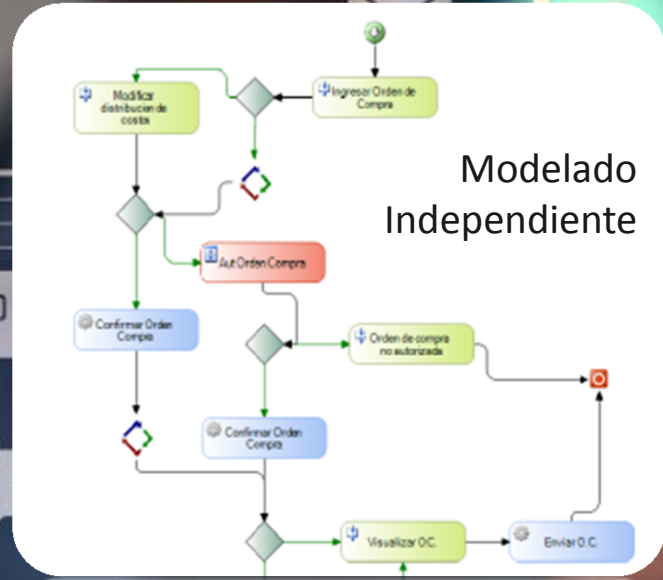 Ingresar Orden de
Compra
Modificar
distribucion de
costos
Modelado
Independiente
Aut Orden Compra
Confirmar Orden
Compra
Orden de compra
no autorizada
Confirmar Orden
Compra
Visualizar O.C.
Enviar O.C.